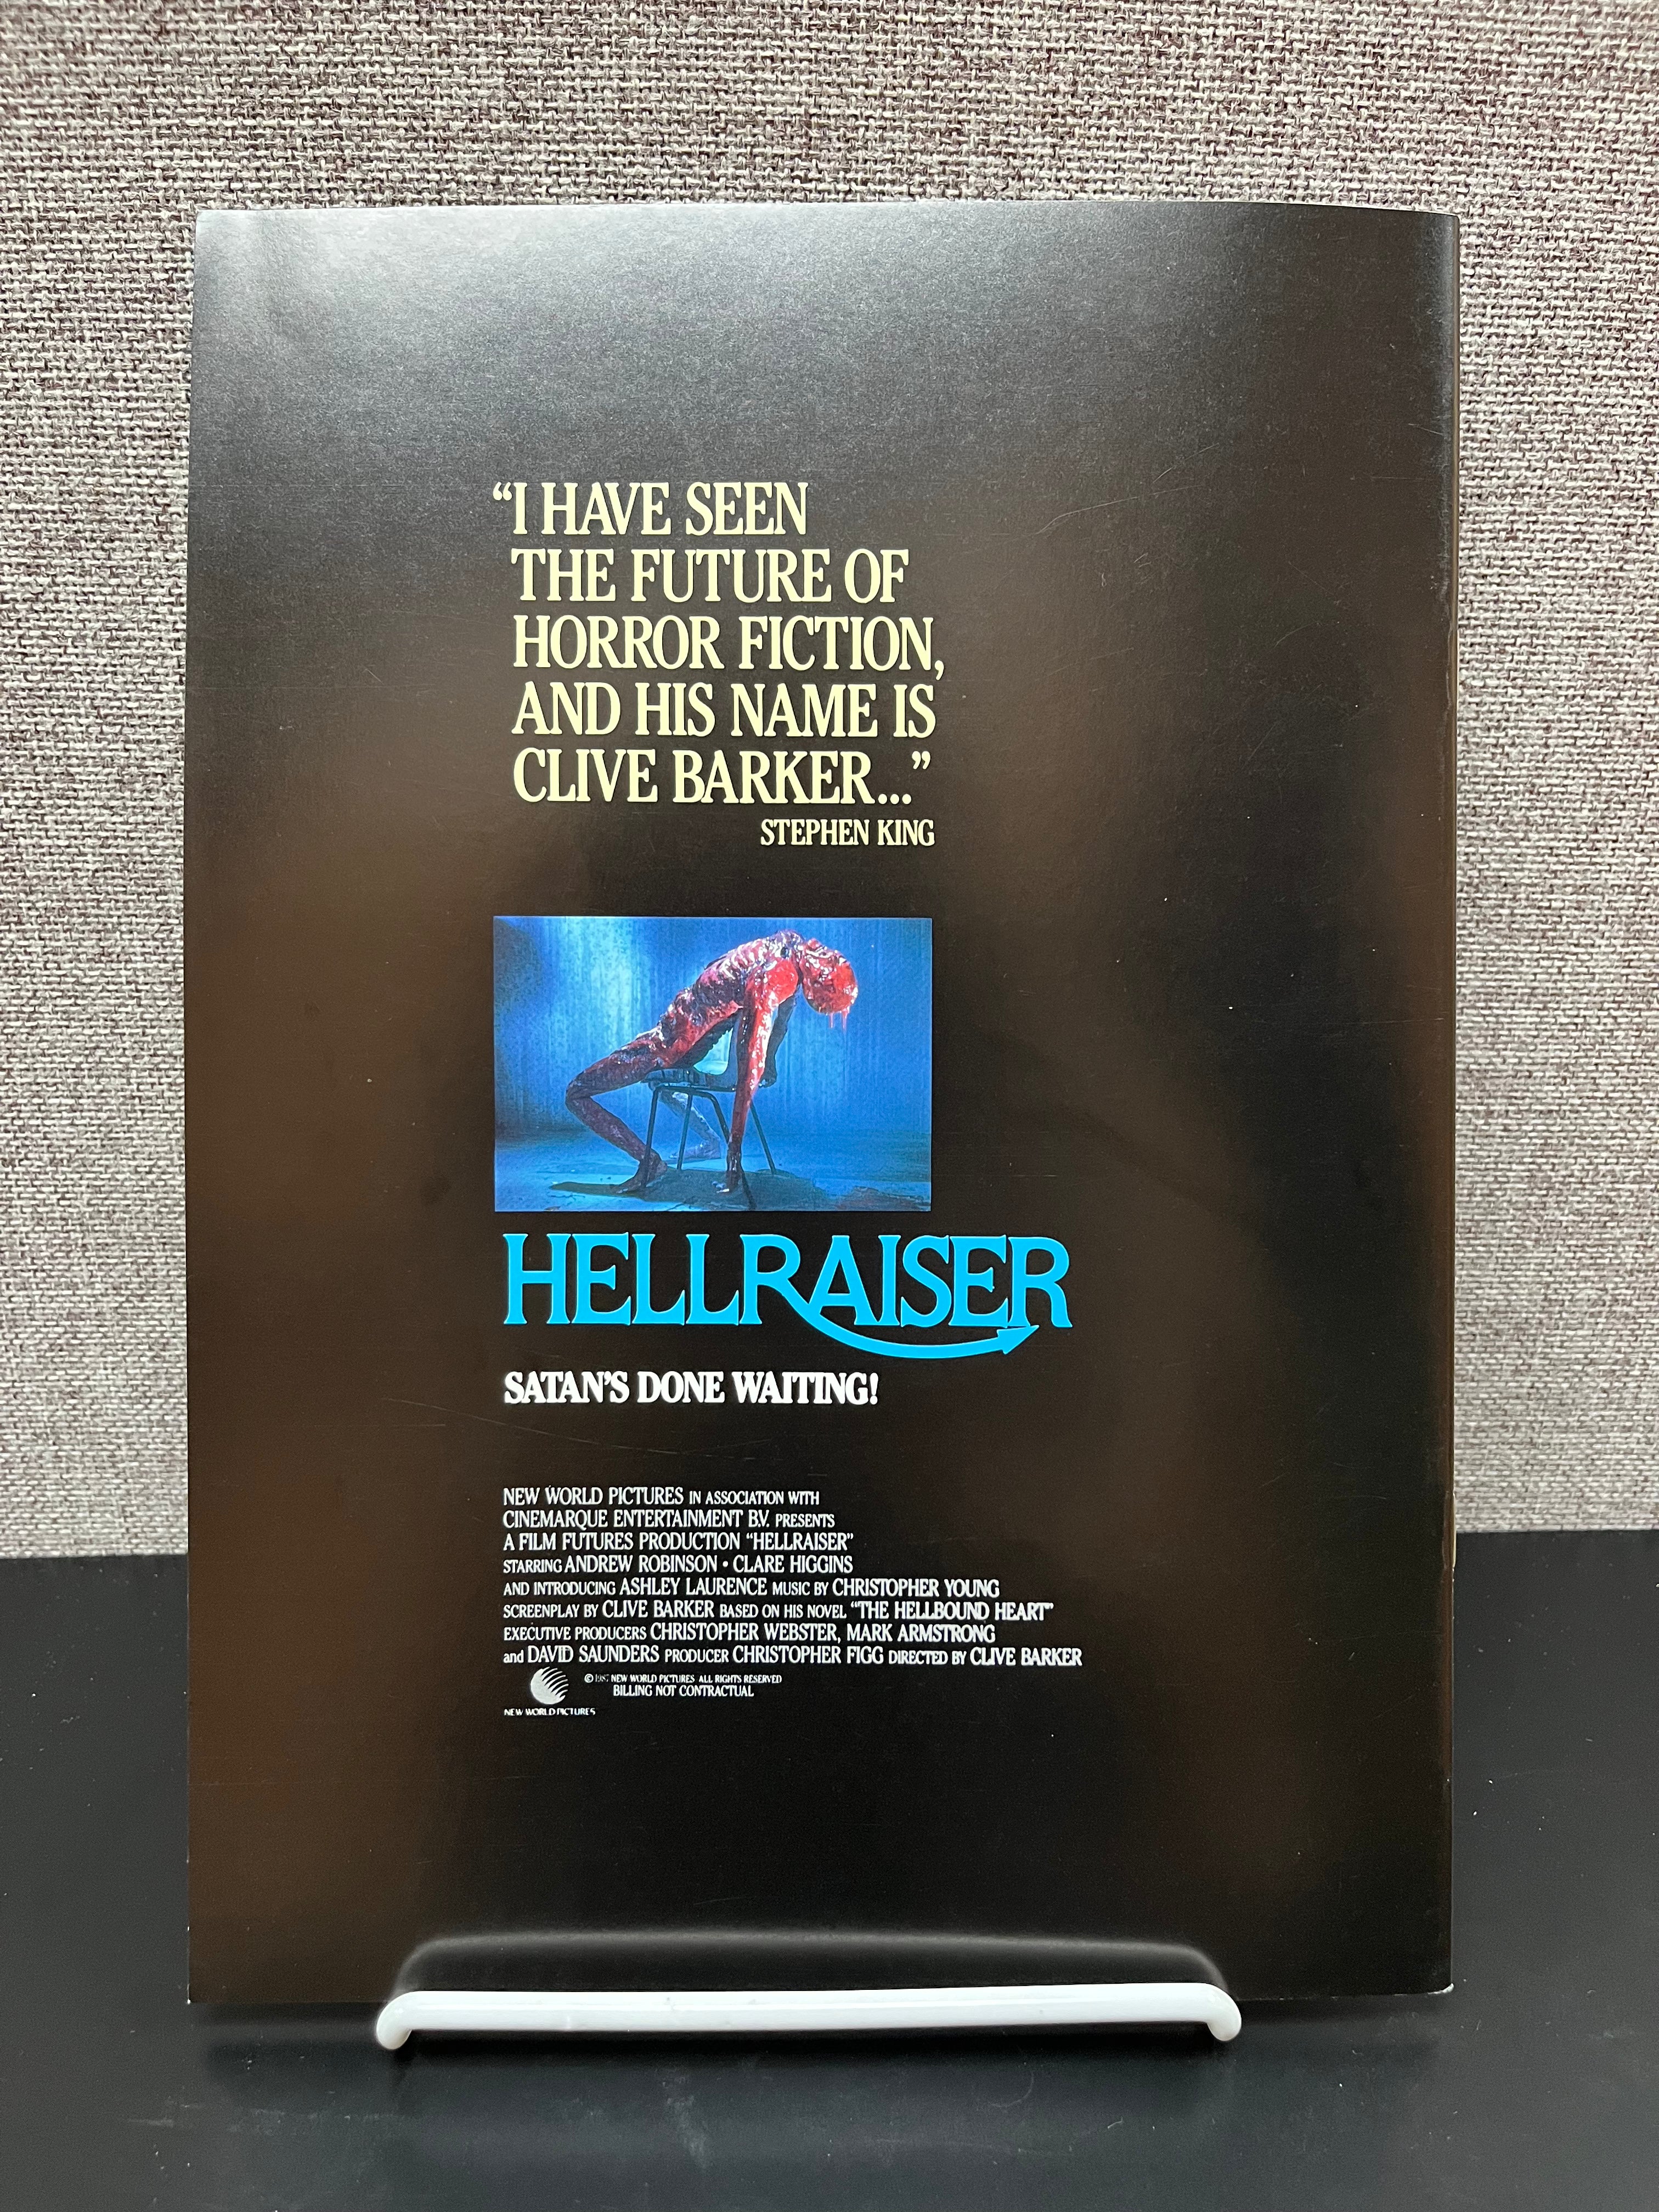 “I HAVE SEEN
THE FUTURE OF
HORROR FICTION,
AND HIS NAME IS
CLIVE BARKER...”
STEPHEN KING
HELLRAISER
SATAN'S DONE WAITING!
NEW WORLD PICTURES IN ASSOCIATION WITH
CINEMARQUE ENTERTAINMENT B.V. PRESENTS
A FILM FUTURES PRODUCTION “HELLRAISER”
STARRING ANDREW ROBINSON • CLARE HIGGINS
AND INTRODUCING ASHLEY LAURENCE MUSIC BY CHRISTOPHER YOUNG
SCREENPLAY BY CLIVE BARKER BASED ON HIS NOVEL “THE HELLBOUND HEART”
EXECUTIVE PRODUCERS CHRISTOPHER WEBSTER, MARK ARMSTRONG
and DAVID SAUNDERS PRODUCER CHRISTOPHER FIGG DIRECTED BY CLIVE BARKER
© 1987 NEW WORLD PICTURES ALL RIGHTS RESERVED
BILLING NOT CONTRACTUAL
NEW WORLD PICTURES